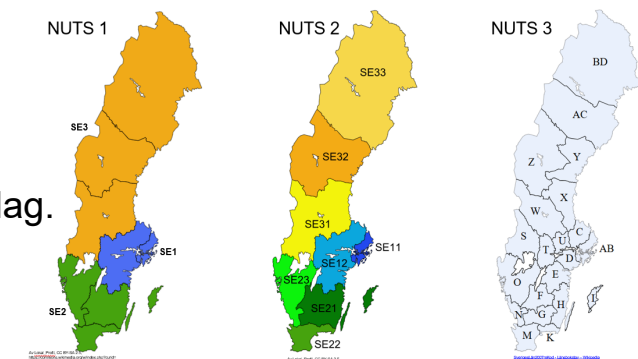 NUTS 1
SE3
SE1
SE2
lag.
NUTS 2
SE33
SE32
SE31
SE11
SE12
SE23
SE21
SE22
NUTS 3
BD
AC
Z
Y
X
W
S
C
U
AB
T
D
O
E
F
H
I
N
G
M
K